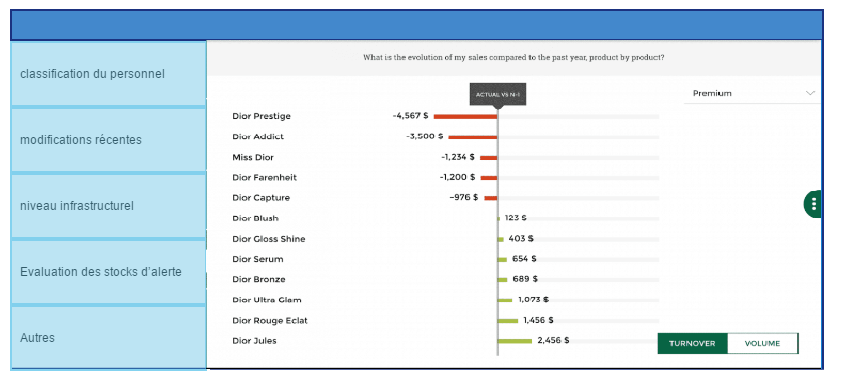 What is the evolution of my sales compared to the past year, product by product?
classification du personnel
modifications récentes
niveau infrastructurel
Evaluation des stocks d'alerte
Autres
ACTUAL VS N-1
Premium
Dior Prestige -4,567 $
Dior Addict -3,500 $
Miss Dior -1,234 $
Dior Farenheit -1,200 $
Dior Capture -976 $
Dior Blush 123 $
Dior Gloss Shine 403 $
Dior Serum 654 $
Dior Bronze 689 $
Dior Ultra Glam 1,073 $
Dior Rouge Eclat 1,456 $
Dior Jules 2,456 $
TURNOVER VOLUME